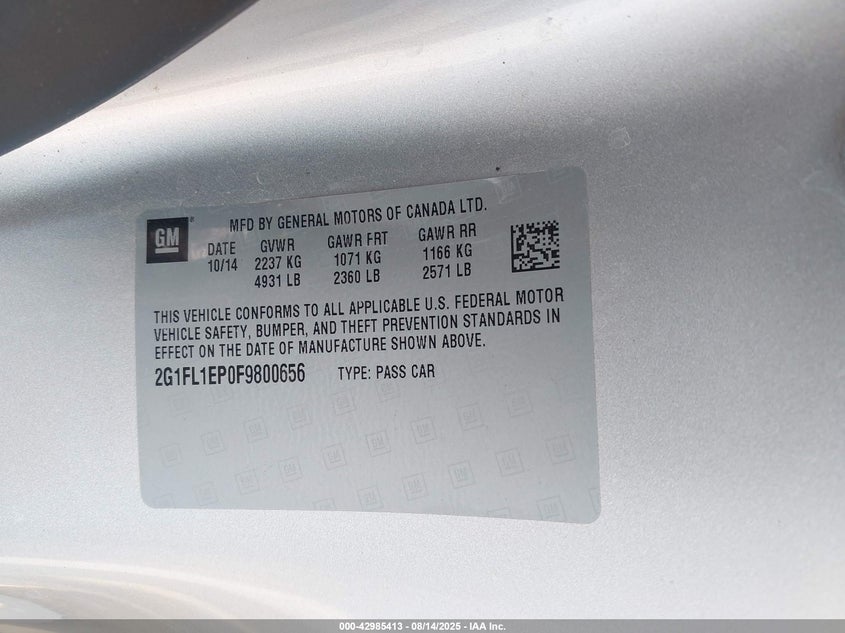 GM
MFD BY GENERAL MOTORS OF CANADA LTD.
DATE GVWR GAWR FRT GAWR RR
10/14 2237 KG 1071 KG 1166 KG
4931 LB 2360 LB 2571 LB
THIS VEHICLE CONFORMS TO ALL APPLICABLE U.S. FEDERAL MOTOR
VEHICLE SAFETY, BUMPER, AND THEFT PREVENTION STANDARDS IN
EFFECT ON THE DATE OF MANUFACTURE SHOWN ABOVE.
2G1FL1EP0F9800656 TYPE: PASS CAR
000-42985413 - 08/14/2025 - IAA Inc.